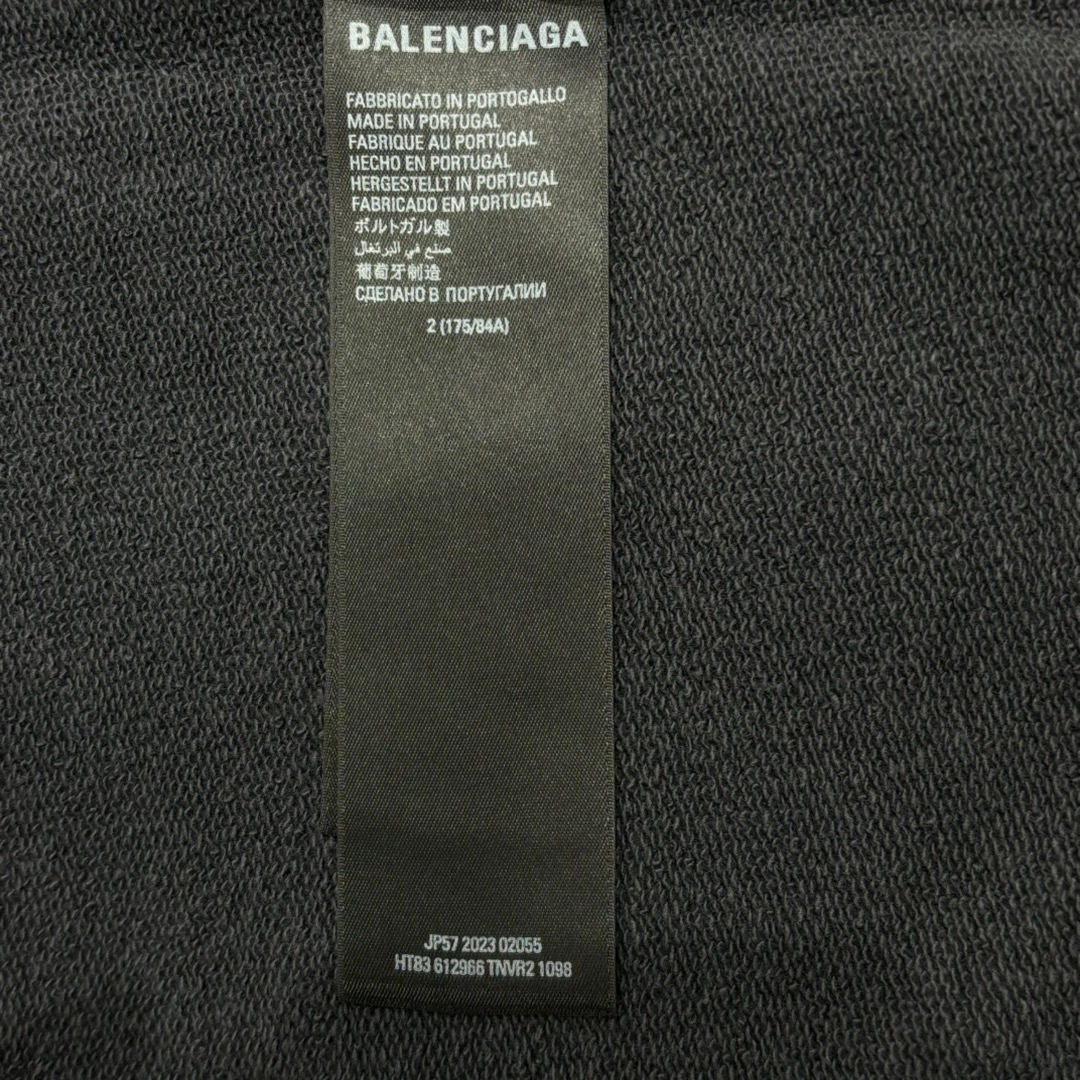 BALENCIAGA
FABBRICATO IN PORTOGALLO
MADE IN PORTUGAL
FABRIQUE AU PORTUGAL
HECHO EN PORTUGAL
HERGESTELLT IN PORTUGAL
FABRICADO EM PORTUGAL
ポルトガル製
صنع في البرتغال
葡萄牙制造
СДЕЛАНО В ПОРТУГАЛИИ
2 (175/84A)
JP57 2023 02055
HT83 612966 TNVR2 1098